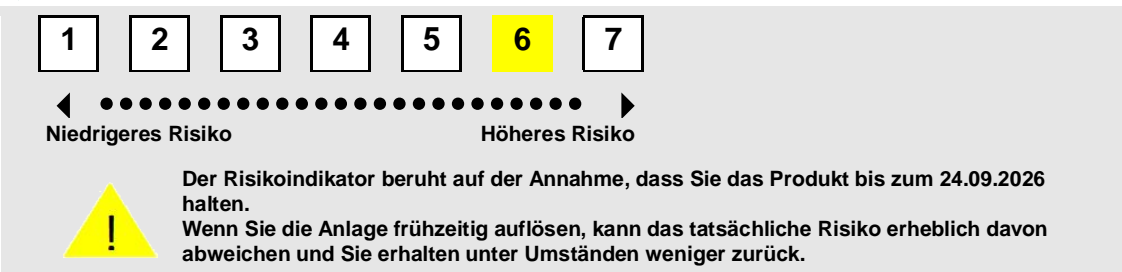 1 2 3 4 5 6 7
Niedrigeres Risiko Höheres Risiko
Der Risikoindikator beruht auf der Annahme, dass Sie das Produkt bis zum 24.09.2026
halten.
Wenn Sie die Anlage frühzeitig auflösen, kann das tatsächliche Risiko erheblich davon
abweichen und Sie erhalten unter Umständen weniger zurück.
!